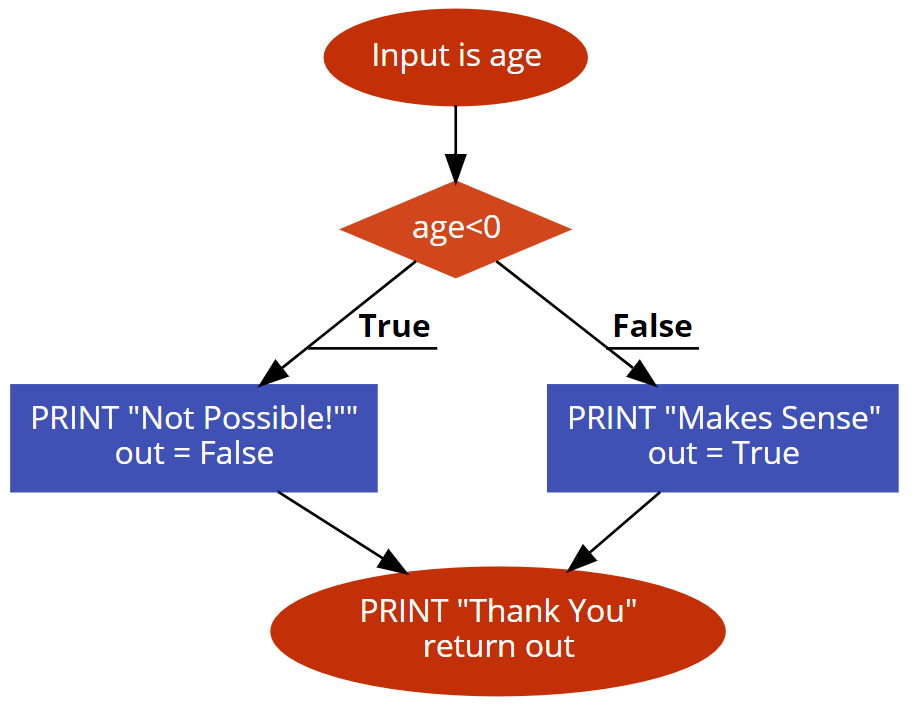 Input is age
age<0
True
False
PRINT "Not Possible!""
out = False
PRINT "Makes Sense"
out = True
PRINT "Thank You"
return out